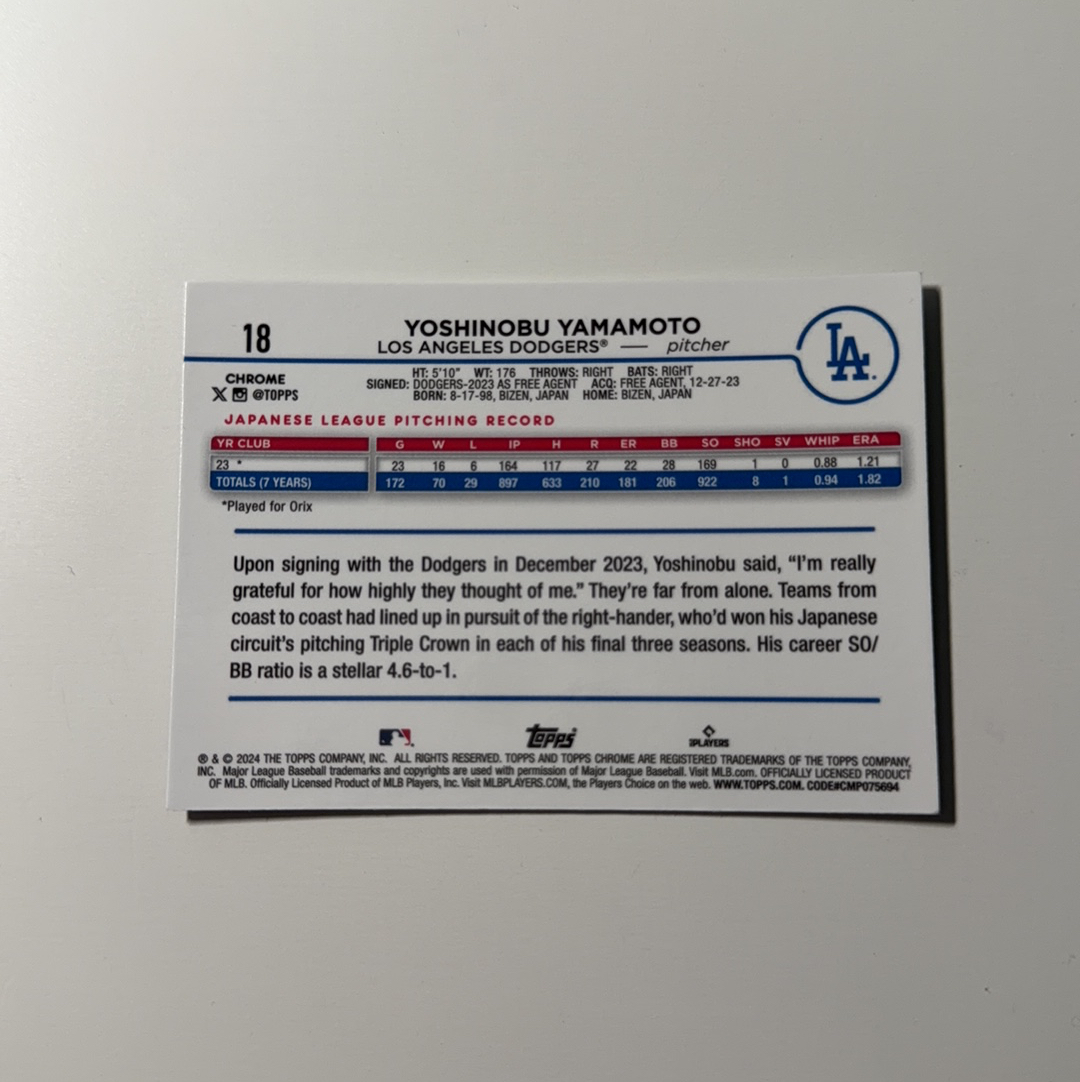 18
YOSHINOBU YAMAMOTO
LOS ANGELES DODGERS® — pitcher
LA
CHROME
X @TOPPS
HT: 5'10" WT: 176 THROWS: RIGHT BATS: RIGHT
SIGNED: DODGERS-2023 AS FREE AGENT ACQ: FREE AGENT, 12-27-23
BORN: 8-17-98, BIZEN, JAPAN HOME: BIZEN, JAPAN
JAPANESE LEAGUE PITCHING RECORD
YR CLUB G W L IP H R ER BB SO SHO SV WHIP ERA
23 * 23 16 6 164 117 27 22 28 169 1 0 0.88 1.21
TOTALS (7 YEARS) 172 70 29 897 633 210 181 206 922 8 1 0.94 1.82
*Played for Orix
Upon signing with the Dodgers in December 2023, Yoshinobu said, “I’m really
grateful for how highly they thought of me.” They’re far from alone. Teams from
coast to coast had lined up in pursuit of the right-hander, who’d won his Japanese
circuit’s pitching Triple Crown in each of his final three seasons. His career SO/
BB ratio is a stellar 4.6-to-1.
Topps
PLAYERS
® & © 2024 THE TOPPS COMPANY, INC. ALL RIGHTS RESERVED. TOPPS AND TOPPS CHROME ARE REGISTERED TRADEMARKS OF THE TOPPS COMPANY,
INC. Major League Baseball trademarks and copyrights are used with permission of Major League Baseball. Visit MLB.com. OFFICIALLY LICENSED PRODUCT
OF MLB. Officially Licensed Product of MLB Players, Inc. Visit MLBPLAYERS.COM, the Players Choice on the web. WWW.TOPPS.COM. CODE#CMP075694